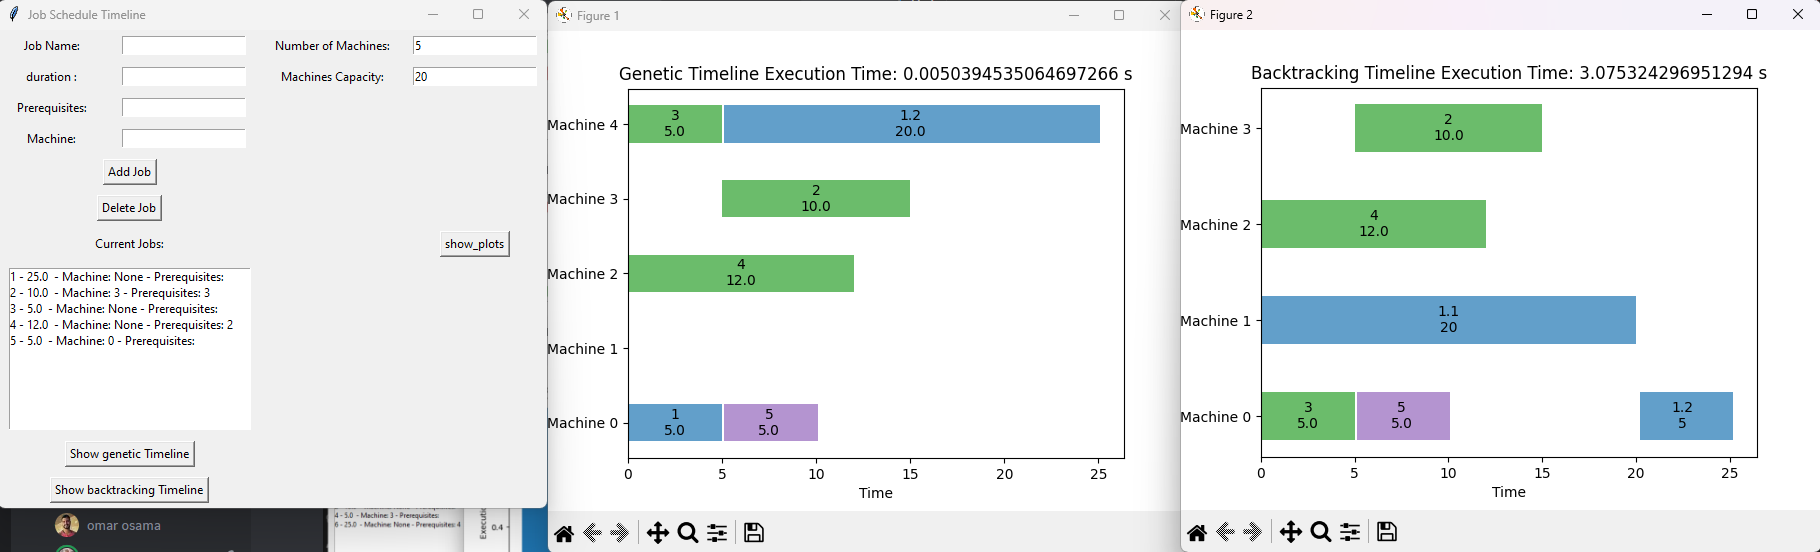 Job Schedule Timeline
Job Name:
Number of Machines: 5
duration :
Machines Capacity: 20
Prerequisites:
Machine:
Add Job
Delete Job
Current Jobs:
show_plots
1 - 25.0 - Machine: None - Prerequisites:
2 - 10.0 - Machine: 3 - Prerequisites: 3
3 - 5.0 - Machine: None - Prerequisites:
4 - 12.0 - Machine: None - Prerequisites: 2
5 - 5.0 - Machine: 0 - Prerequisites:
Show genetic Timeline
Show backtracking Timeline
omar osama
4 - 5.0 - Machine: 3 - Prerequisites:
6 - 25.0 - Machine: None - Prerequisites: 4
0.4
Figure 1
Genetic Timeline Execution Time: 0.0050394535064697266 s
Machine 4
3
5.0
1.2
20.0
Machine 3
2
10.0
Machine 2
4
12.0
Machine 1
Machine 0
1
5.0
5
5.0
0 5 10 15 20 25
Time
Figure 2
Backtracking Timeline Execution Time: 3.075324296951294 s
Machine 3
2
10.0
Machine 2
4
12.0
Machine 1
1.1
20
Machine 0
3
5.0
5
5.0
1.2
5
0 5 10 15 20 25
Time